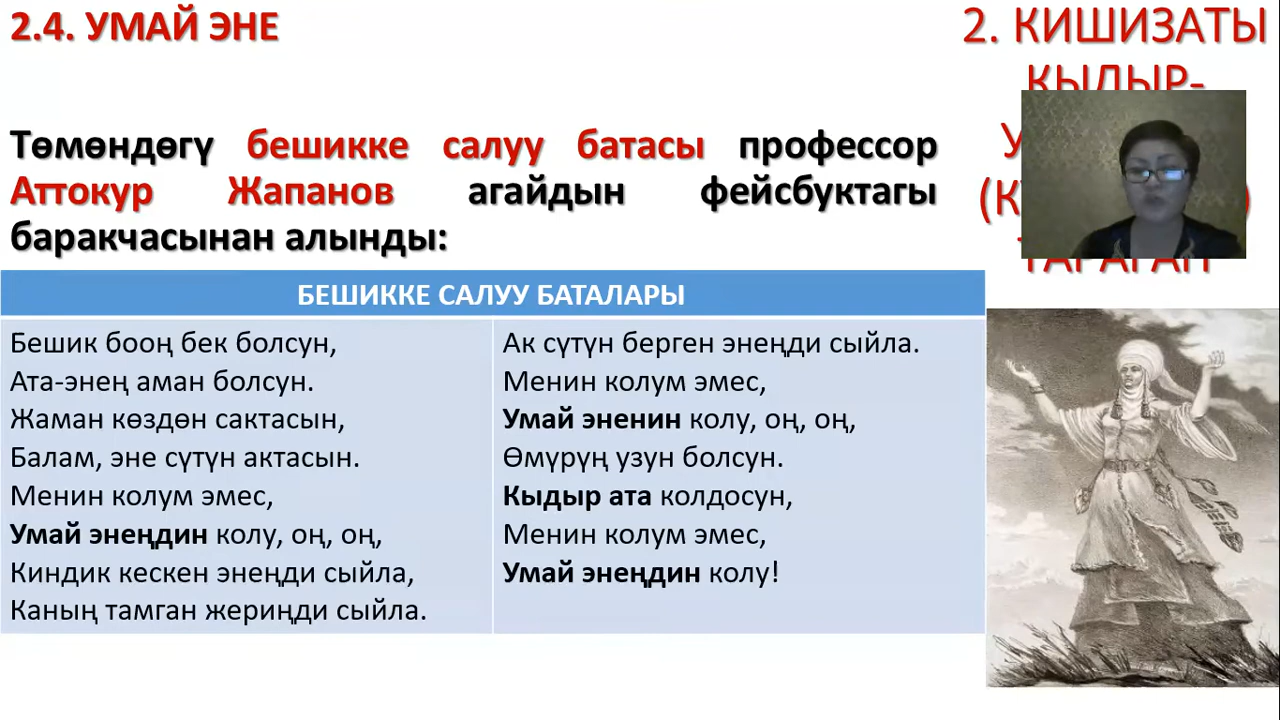 2.4. УМАЙ ЭНЕ
2. КИШИЗАТЫ
КЫДЫР-
Төмөндөгү бешикке салуу батасы профессор
Аттокур Жапанов агайдын фейсбуктагы
баракчасынан алынды:
БЕШИККЕ САЛУУ БАТАЛАРЫ
Бешик бооң бек болсун,
Ата-энең аман болсун.
Жаман көздөн сактасын,
Балам, эне сүтүн актасын.
Менин колум эмес,
Умай энеңдин колу, оң, оң,
Киндик кескен энеңди сыйла,
Каның тамган жериңди сыйла.
Ак сүтүн берген энеңди сыйла.
Менин колум эмес,
Умай эненин колу, оң, оң,
Өмүрүң узун болсун.
Кыдыр ата колдосун,
Менин колум эмес,
Умай энеңдин колу!